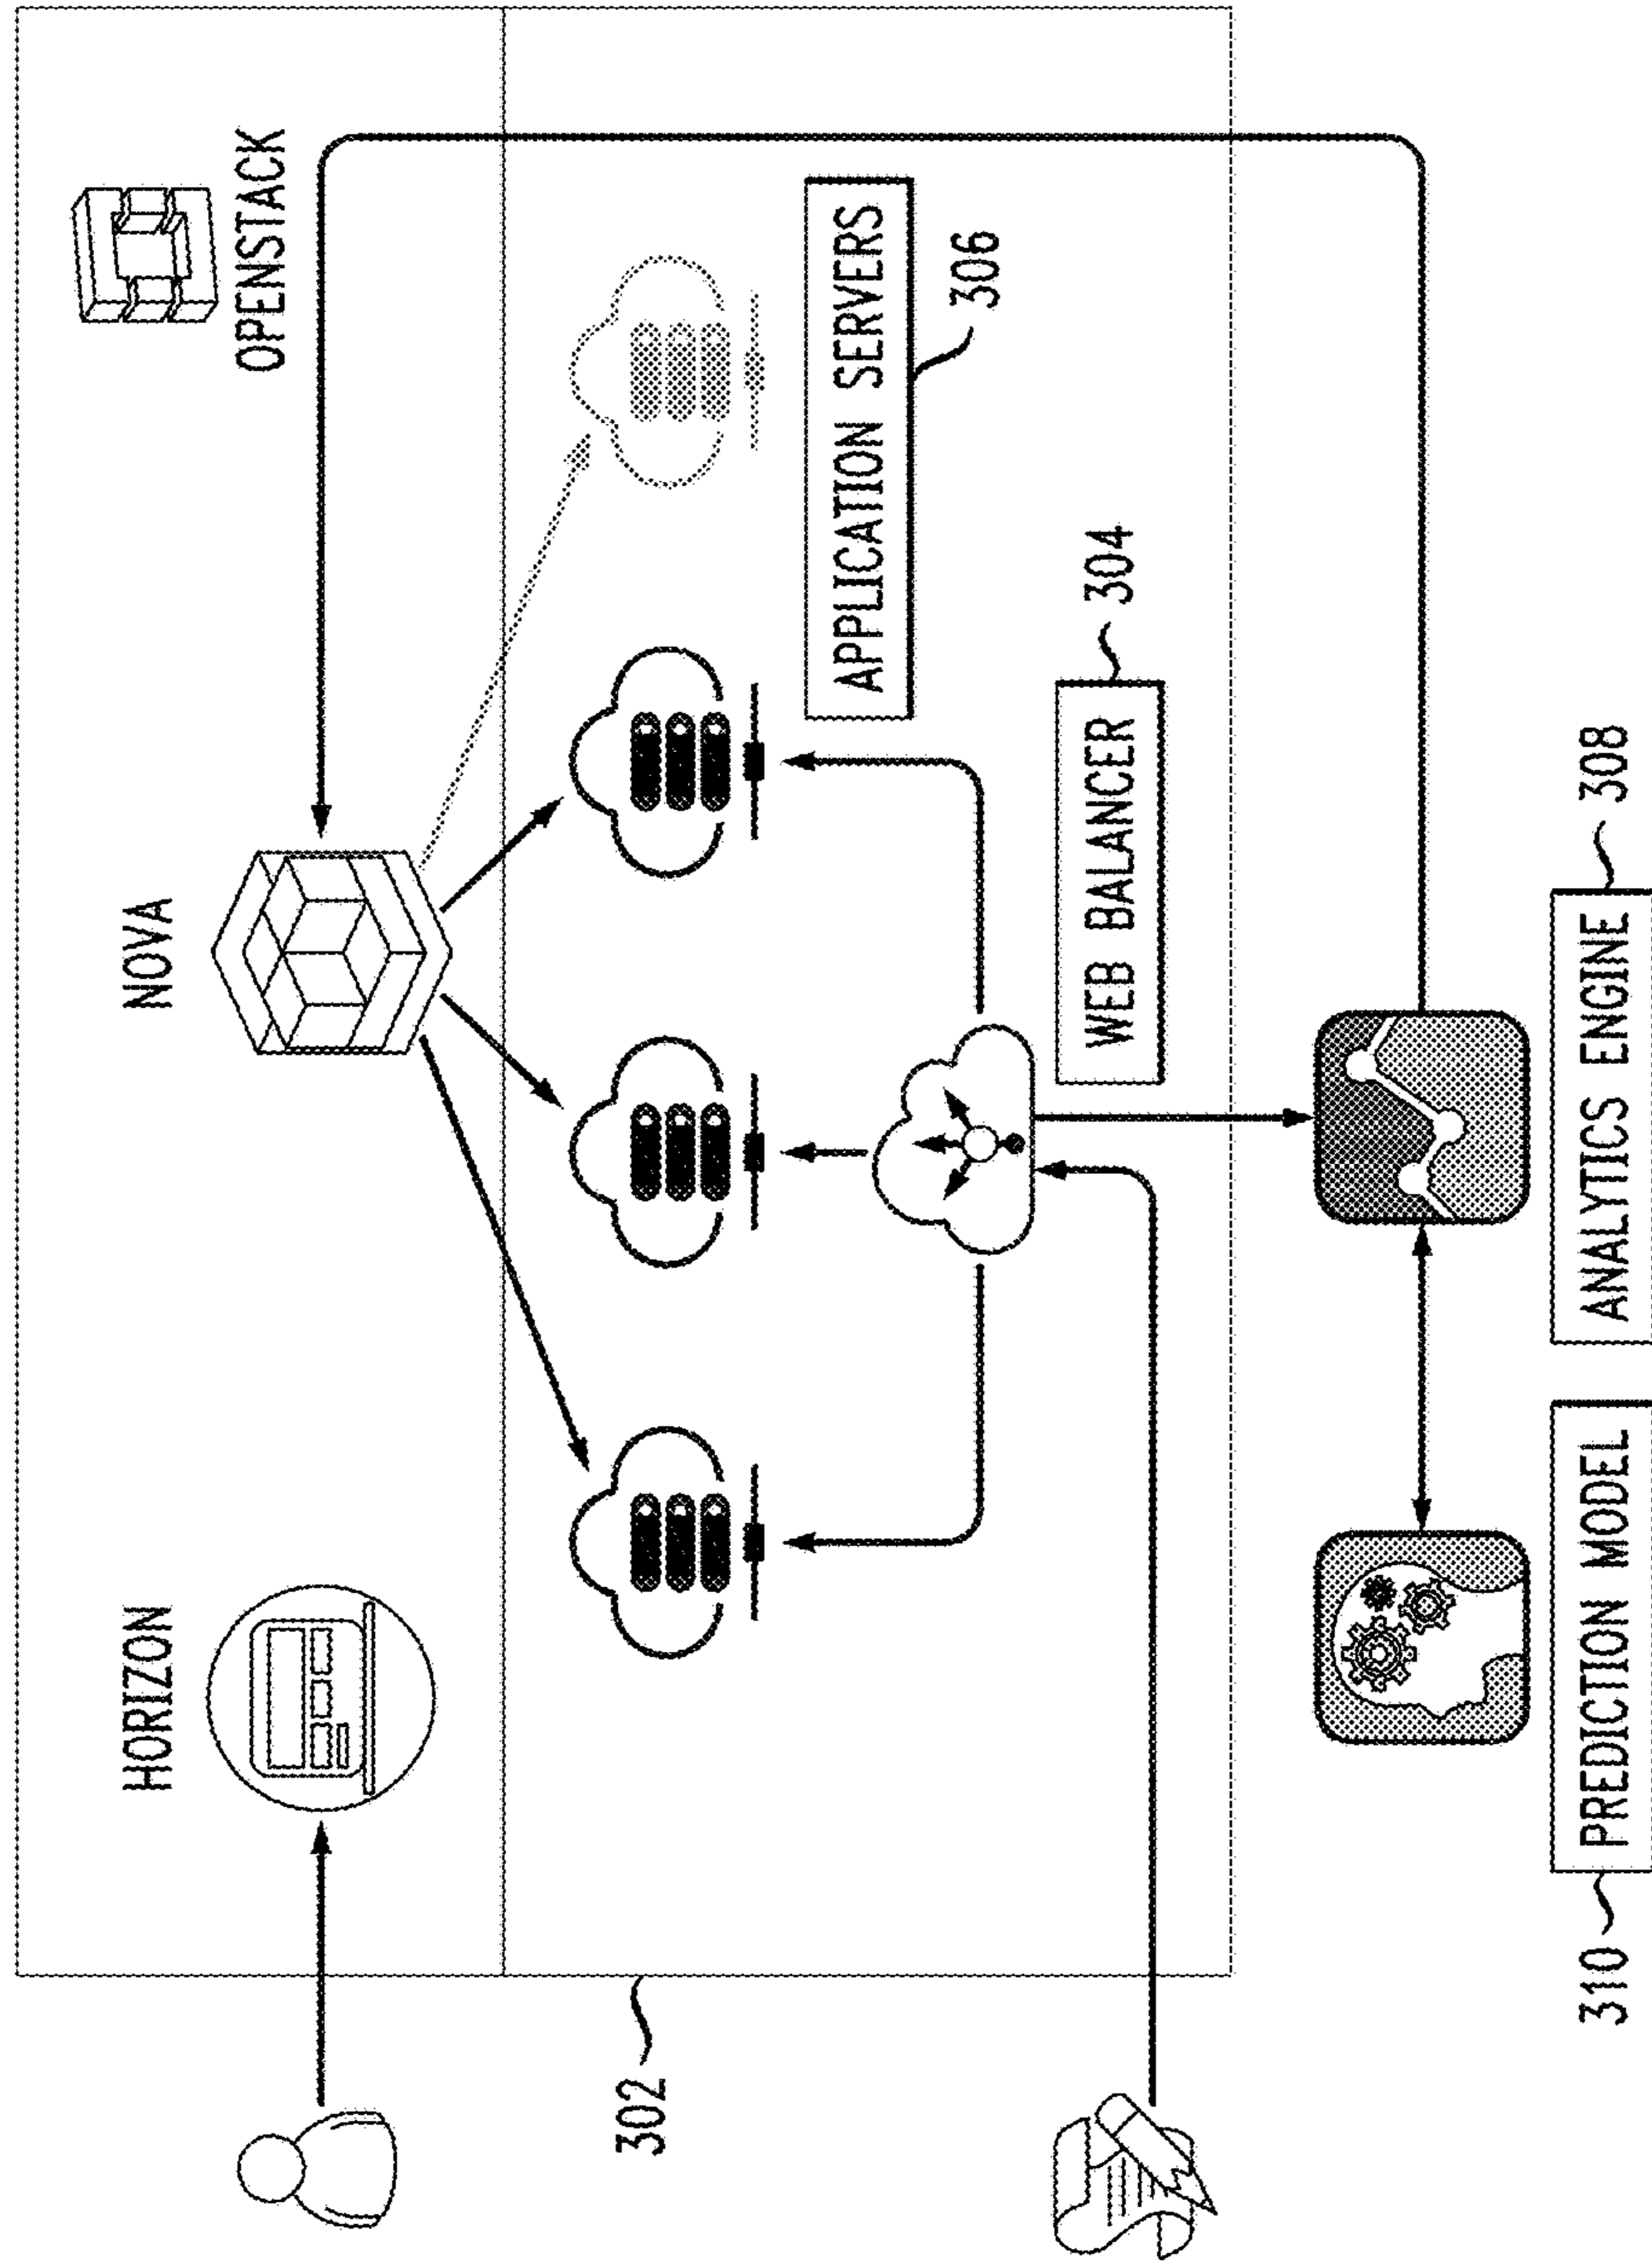 OPENSTACK
HORIZON
NOVA
302
APPLICATION SERVERS
306
WEB BALANCER
304
310
PREDICTION MODEL
ANALYTICS ENGINE
308